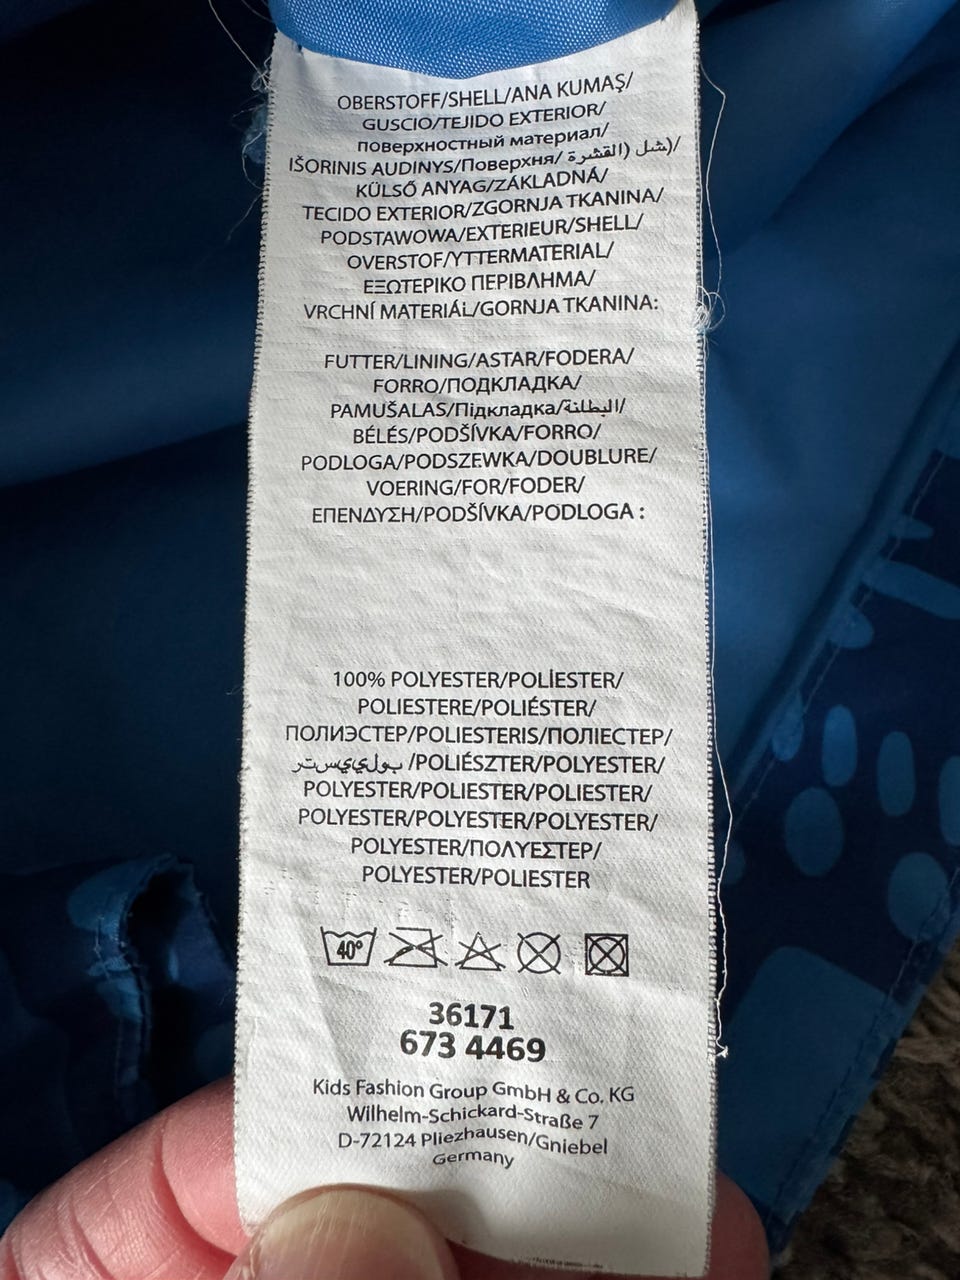 OBERSTOFF/SHELL/ANA KUMAŞ/
GUSCIO/TEJIDO EXTERIOR/
поверхностный материал/
IŠORINIS AUDINYS/Поверхня/ شل (القشرة)/
KÜLSŐ ANYAG/ZÁKLADNÁ/
TECIDO EXTERIOR/ZGORNJA TKANINA/
PODSTAWOWA/EXTERIEUR/SHELL/
OVERSTOF/YTTERMATERIAL/
ΕΞΩΤΕΡΙΚΟ ΠΕΡΙΒΛΗΜΑ/
VRCHNÍ MATERIÁL/GORNJA TKANINA:
FUTTER/LINING/ASTAR/FODERA/
FORRO/ПОДКЛАДКА/
PAMUŠALAS/Підкладка/البطانة/
BÉLÉS/PODŠÍVKA/FORRO/
PODLOGA/PODSZEWKA/DOUBLURE/
VOERING/FOR/FODER/
ΕΠΕΝΔΥΣΗ/PODŠÍVKA/PODLOGA :
100% POLYESTER/POLİESTER/
POLIESTERE/POLIÉSTER/
ПОЛИЭСТЕР/POLIESTERIS/ПОЛІЕСТЕР/
بولييستر /POLIÉSZTER/POLYESTER/
POLYESTER/POLIESTER/POLIESTER/
POLYESTER/POLYESTER/POLYESTER/
POLYESTER/ΠΟΛΥΕΣΤΕΡ/
POLYESTER/POLIESTER
40°
36171
673 4469
Kids Fashion Group GmbH & Co. KG
Wilhelm-Schickard-Straße 7
D-72124 Pliezhausen/Gniebel
Germany